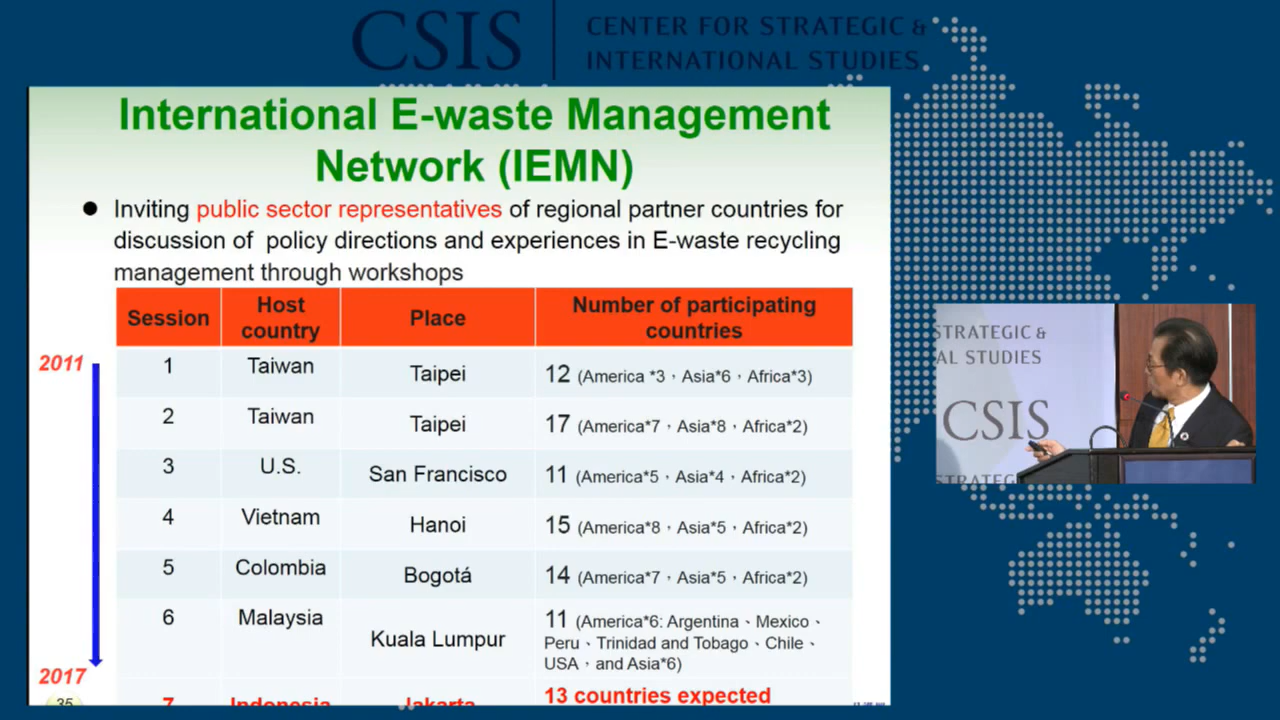 CSIS
CENTER FOR STRATEGIC &
INTERNATIONAL STUDIES
International E-waste Management
Network (IEMN)
● Inviting public sector representatives of regional partner countries for
discussion of policy directions and experiences in E-waste recycling
management through workshops
Session Host country Place Number of participating countries
2011
1 Taiwan Taipei 12 (America *3，Asia*6，Africa*3)
2 Taiwan Taipei 17 (America*7，Asia*8，Africa*2)
3 U.S. San Francisco 11 (America*5，Asia*4，Africa*2)
4 Vietnam Hanoi 15 (America*8，Asia*5，Africa*2)
5 Colombia Bogotá 14 (America*7，Asia*5，Africa*2)
6 Malaysia Kuala Lumpur 11 (America*6: Argentina、Mexico、
Peru、Trinidad and Tobago、Chile、
USA，and Asia*6)
2017
7 Indonesia Jakarta 13 countries expected
35
STRATEGIC &
AL STUDIES
CSIS
STRATEGIC